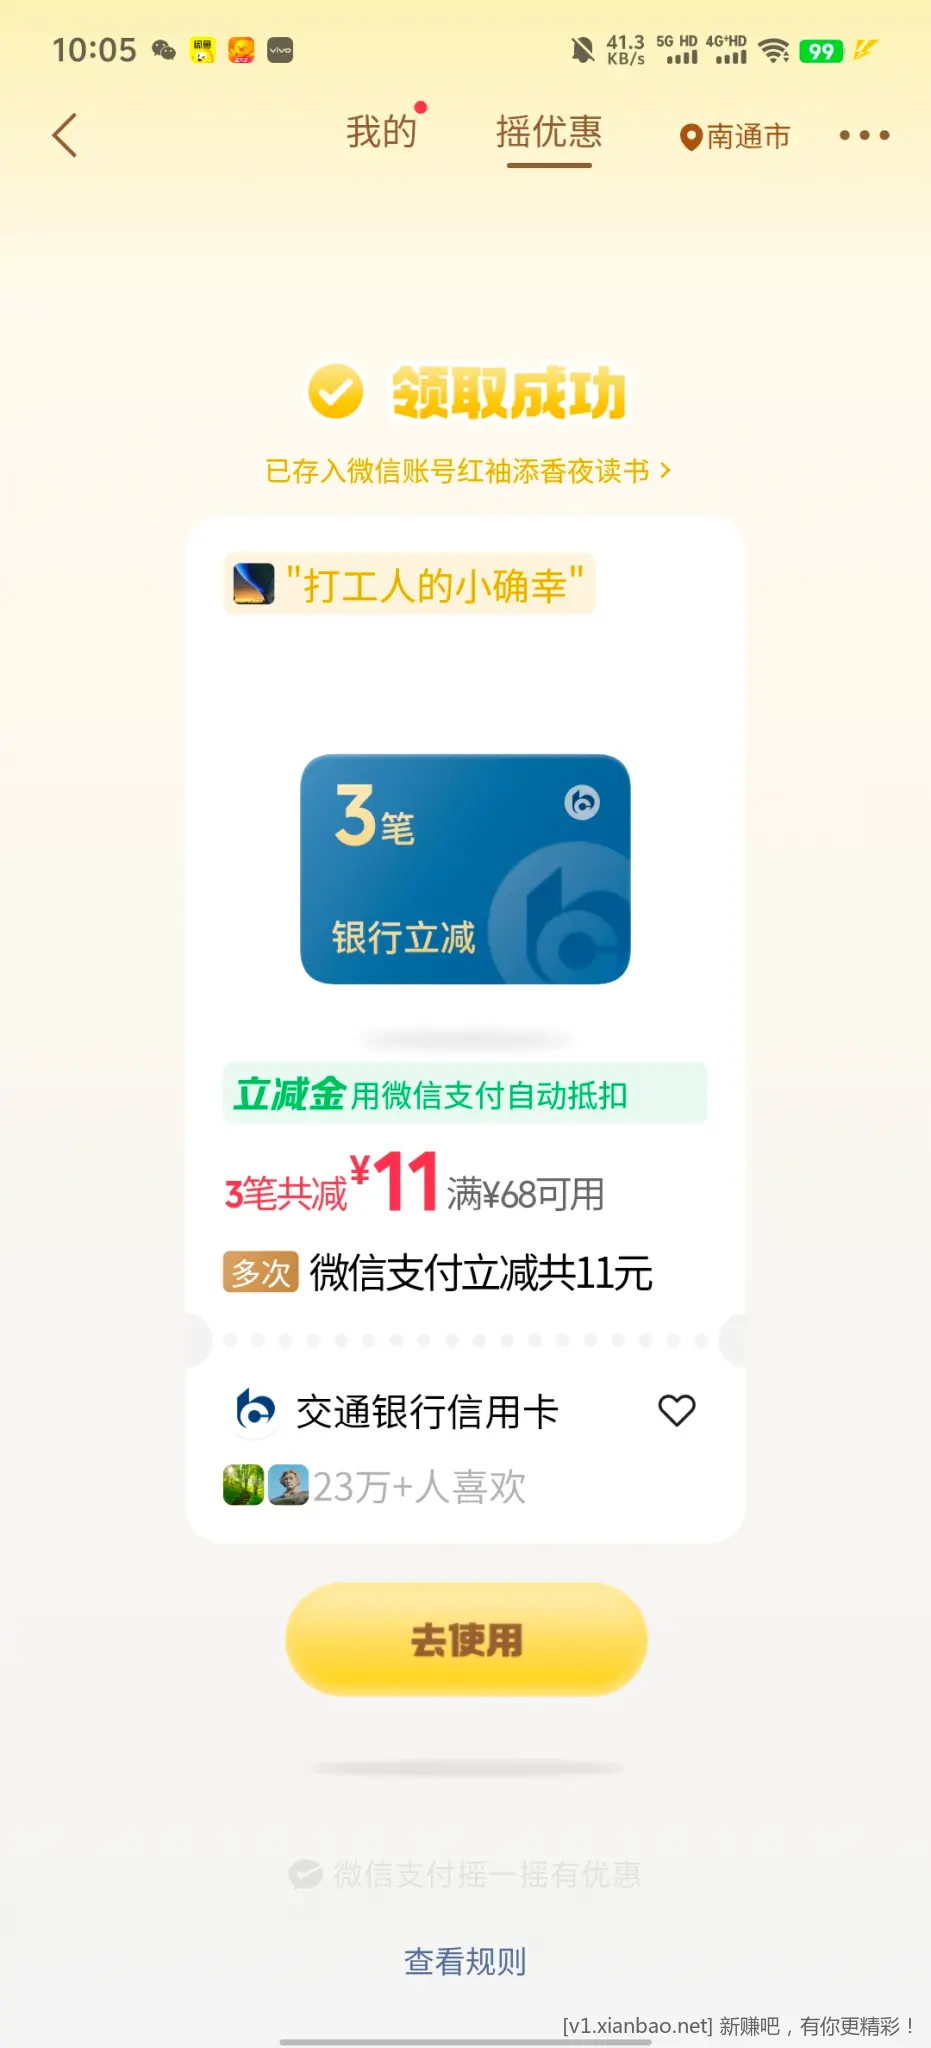 10:05 闲哥 vivo 41.3 KB/s 5G HD 4G+HD 99
我的 摇优惠 南通市
领取成功
已存入微信账号红袖添香夜读书 >
"打工人的小确幸"
3笔
银行立减
立减金 用微信支付自动抵扣
3笔共减¥11 满¥68可用
多次 微信支付立减共11元
交通银行信用卡
23万+人喜欢
去使用
微信支付摇一摇有优惠
查看规则
[v1.xianbao.net] 新赚吧，有你更精彩！